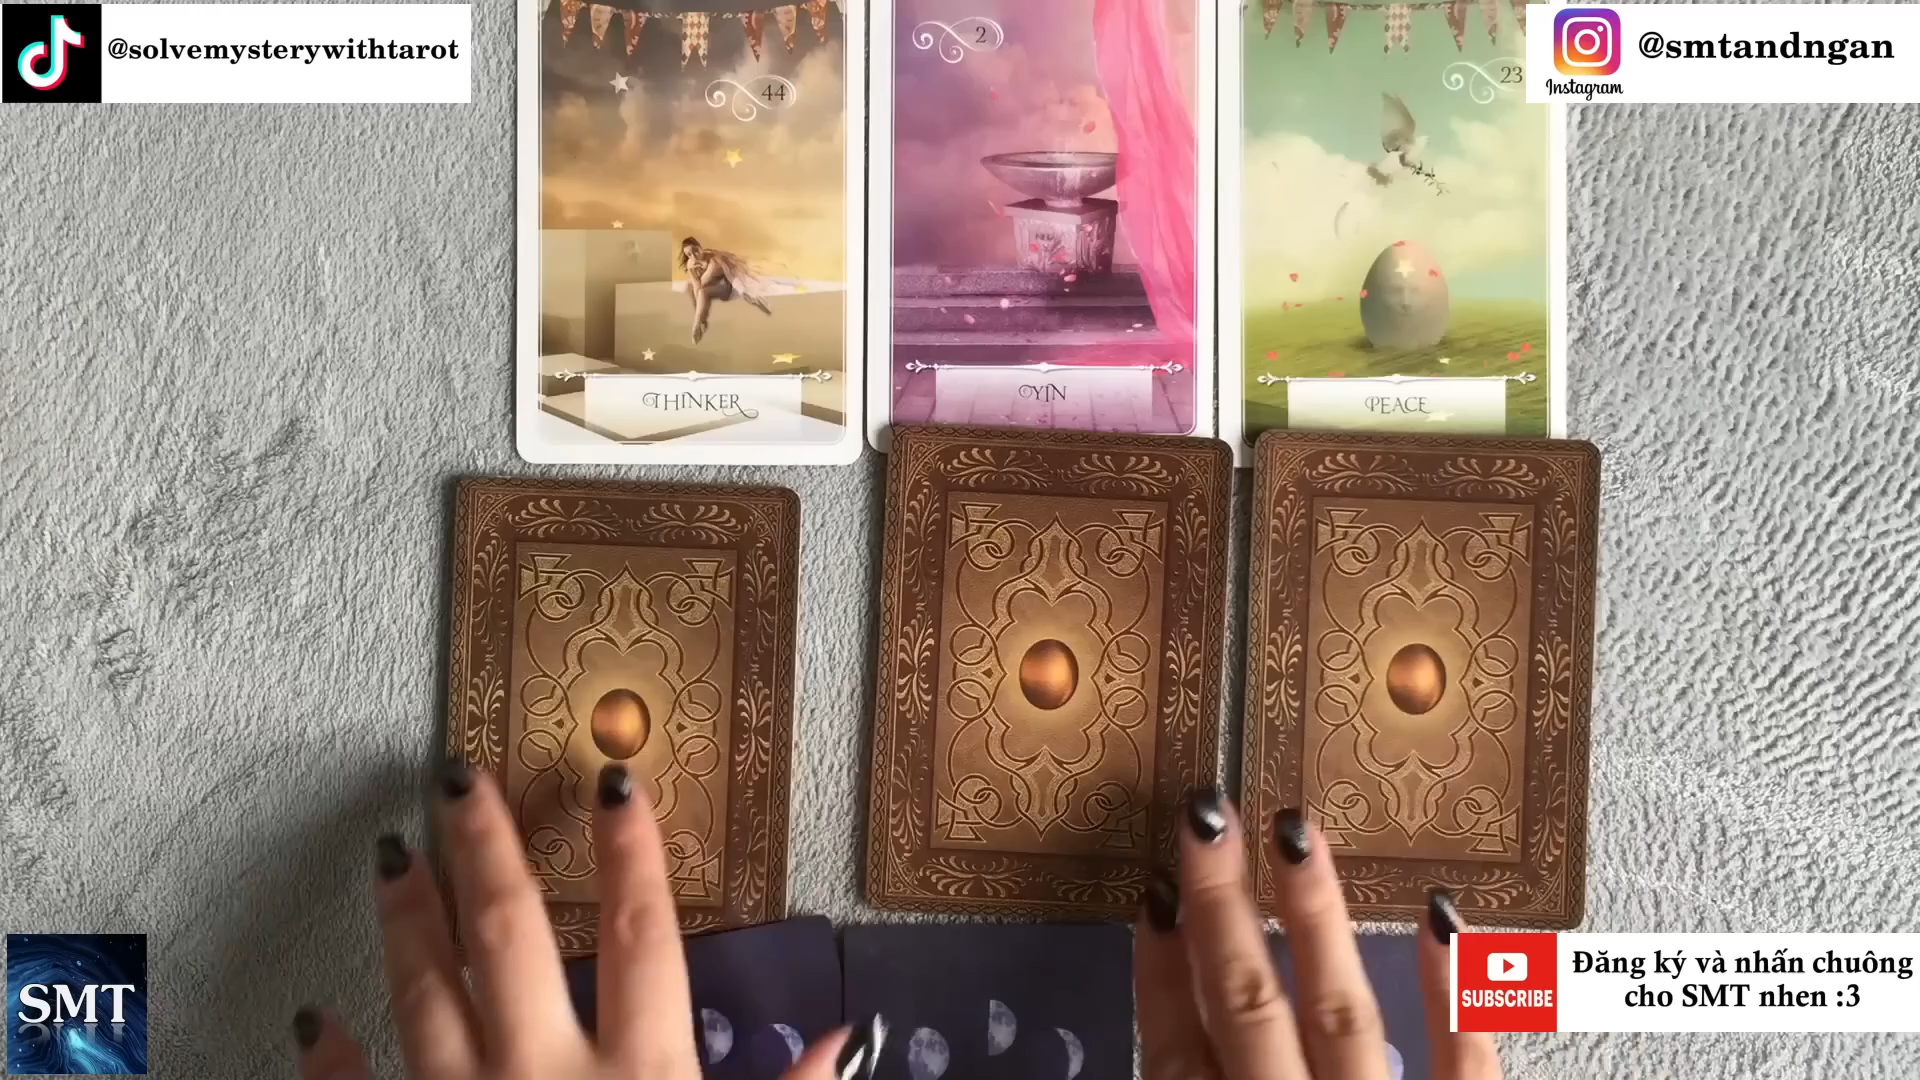 @solvemysterywithtarot
@smtandngan
Instagram
44
2
23
THINKER
YIN
PEACE
SMT
SUBSCRIBE
Đăng ký và nhấn chuông
cho SMT nhen :3